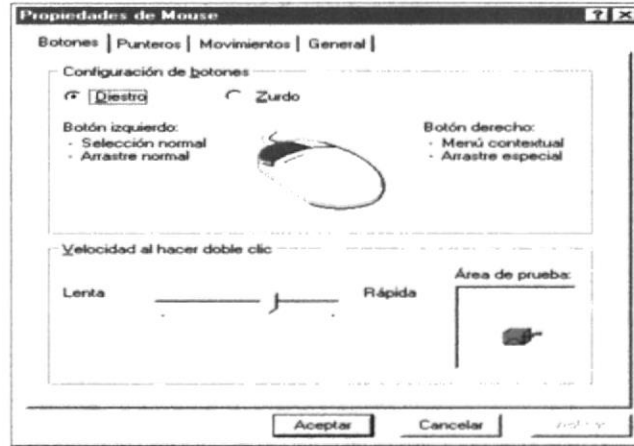 Propiedades de Mouse
Botones Punteros Movimientos General
Configuración de botones
Diestro Zurdo
Botón izquierdo:
- Selección normal
- Arrastre normal
Botón derecho:
- Menú contextual
- Arrastre especial
Velocidad al hacer doble clic
Lenta Rápida
Área de prueba:
Aceptar Cancelar